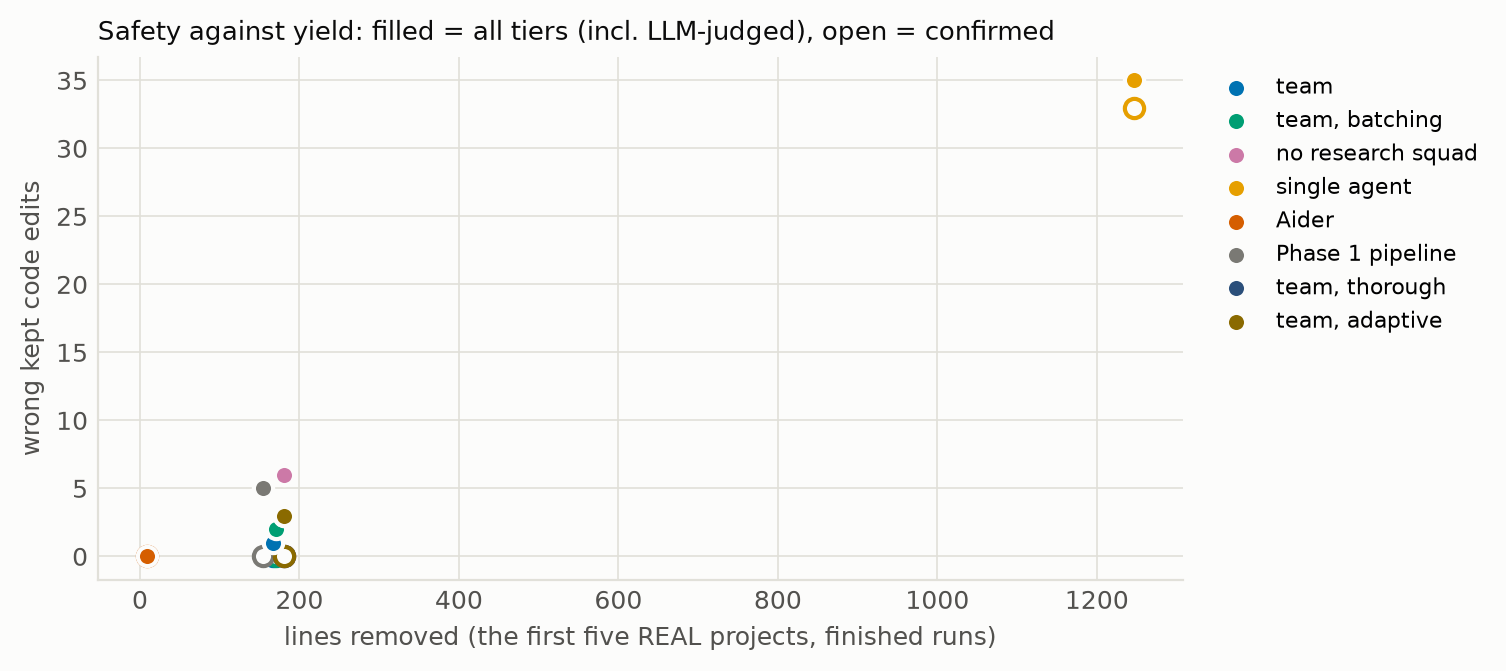 Safety against yield: filled = all tiers (incl. LLM-judged), open = confirmed
35
30
25
20
15
10
5
0
wrong kept code edits
0 200 400 600 800 1000 1200
lines removed (the first five REAL projects, finished runs)
team
team, batching
no research squad
single agent
Aider
Phase 1 pipeline
team, thorough
team, adaptive